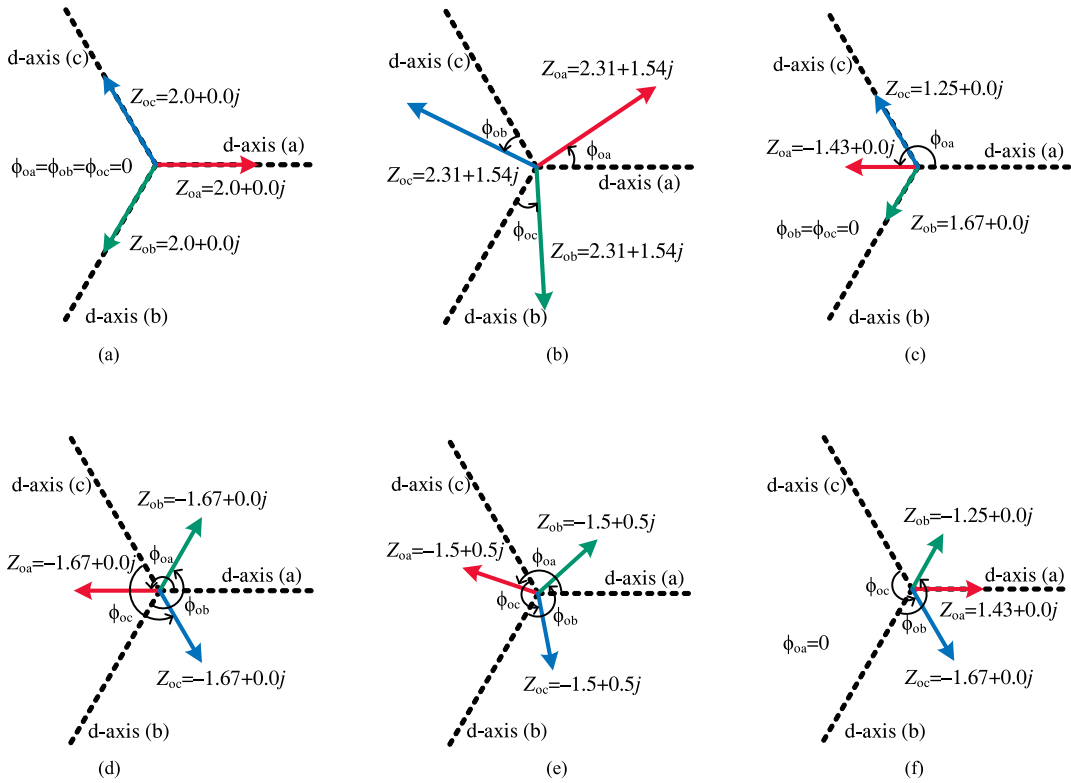 d-axis (c)
Zoc=2.0+0.0j
d-axis (a)
ϕoa=ϕob=ϕoc=0
Zoa=2.0+0.0j
Zob=2.0+0.0j
d-axis (b)
(a)
d-axis (c)
Zoa=2.31+1.54j
ϕob
ϕoa
Zoc=2.31+1.54j
d-axis (a)
ϕoc
Zob=2.31+1.54j
d-axis (b)
(b)
d-axis (c)
Zoc=1.25+0.0j
Zoa=−1.43+0.0j
ϕoa
d-axis (a)
ϕob=ϕoc=0
Zob=1.67+0.0j
d-axis (b)
(c)
d-axis (c)
Zob=−1.67+0.0j
Zoa=−1.67+0.0j
ϕoa
d-axis (a)
ϕoc
ϕob
Zoc=−1.67+0.0j
d-axis (b)
(d)
d-axis (c)
Zob=−1.5+0.5j
Zoa=−1.5+0.5j
ϕoa
d-axis (a)
ϕoc
ϕob
Zoc=−1.5+0.5j
d-axis (b)
(e)
d-axis (c)
Zob=−1.25+0.0j
d-axis (a)
ϕoc
Zoa=1.43+0.0j
ϕob
ϕoa=0
Zoc=−1.67+0.0j
d-axis (b)
(f)